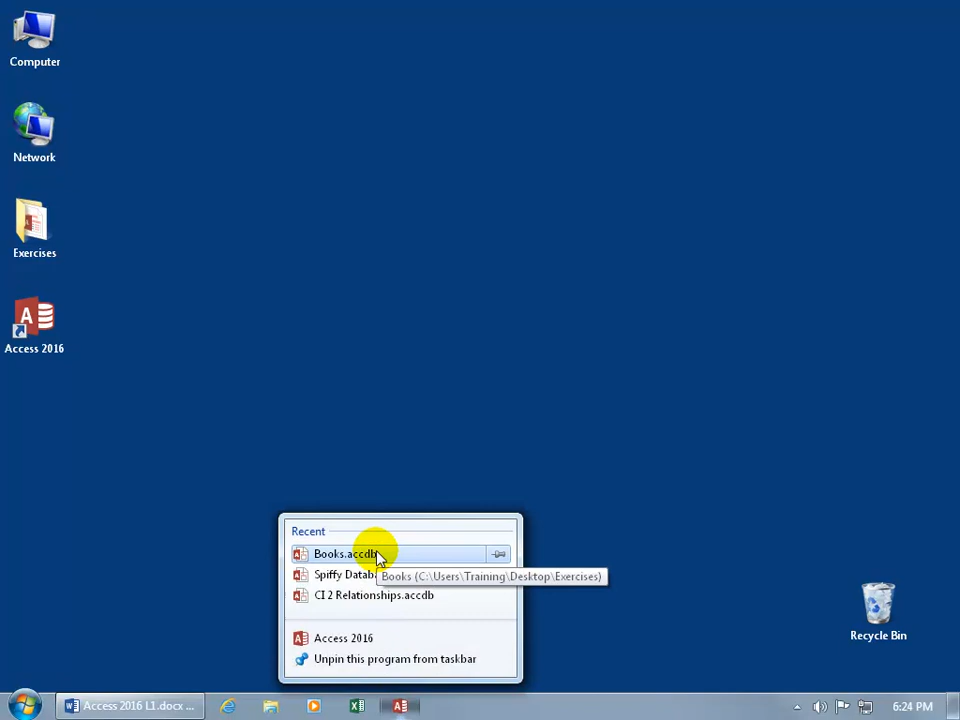 Computer
Network
Exercises
Access 2016
Recent
Books.accdb
Spiffy Databa
Books (C:\Users\Training\Desktop\Exercises)
CI 2 Relationships.accdb
Access 2016
Unpin this program from taskbar
Recycle Bin
Access 2016 L1.docx ...
6:24 PM